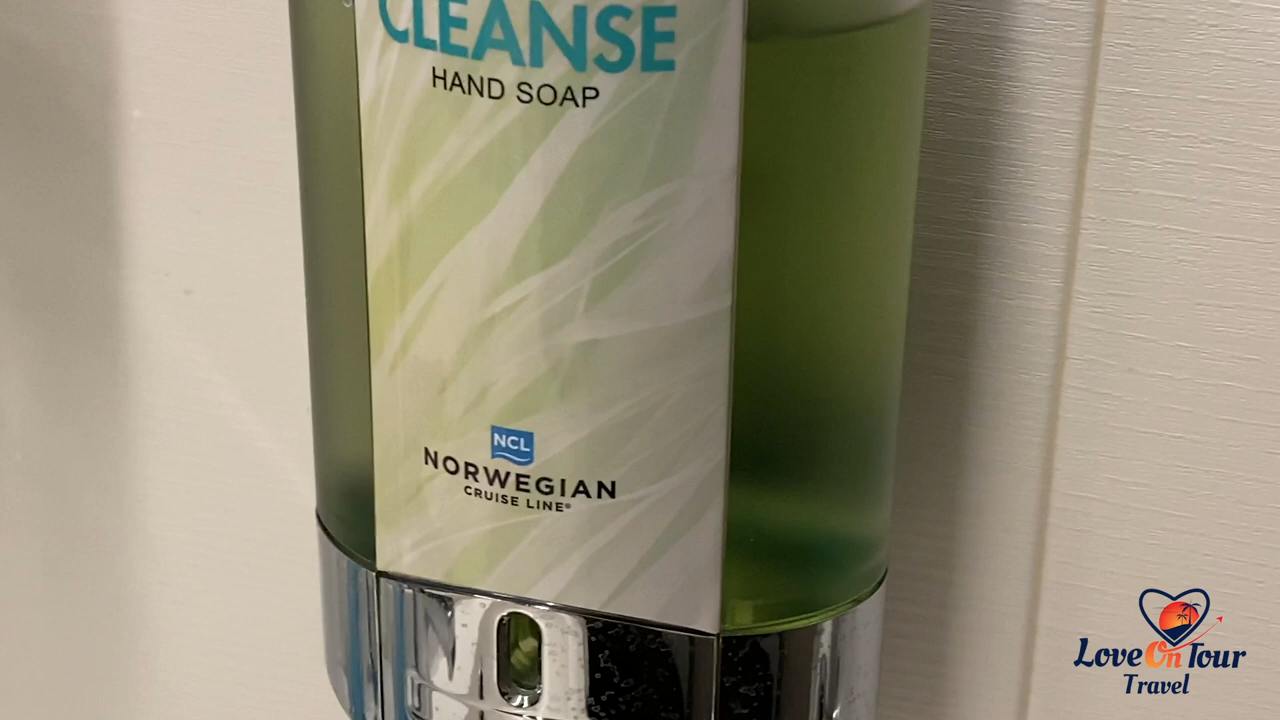 CLEANSE
HAND SOAP
NCL
NORWEGIAN
CRUISE LINE®
Love On Tour
Travel